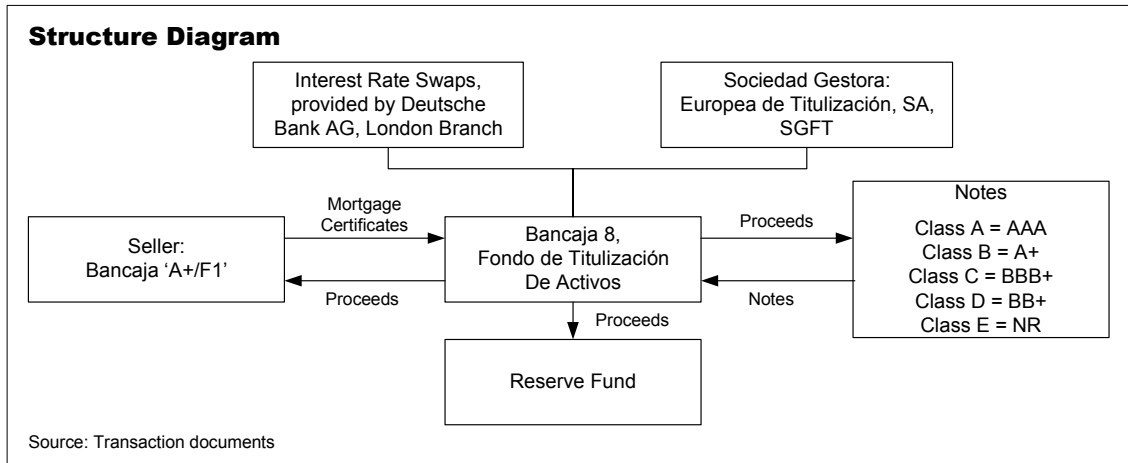 Structure Diagram
Interest Rate Swaps,
provided by Deutsche
Bank AG, London Branch
Sociedad Gestora:
Europea de Titulización, SA,
SGFT
Seller:
Bancaja ‘A+/F1’
Mortgage
Certificates
Proceeds
Bancaja 8,
Fondo de Titulización
De Activos
Proceeds
Notes
Notes
Class A = AAA
Class B = A+
Class C = BBB+
Class D = BB+
Class E = NR
Proceeds
Reserve Fund
Source: Transaction documents